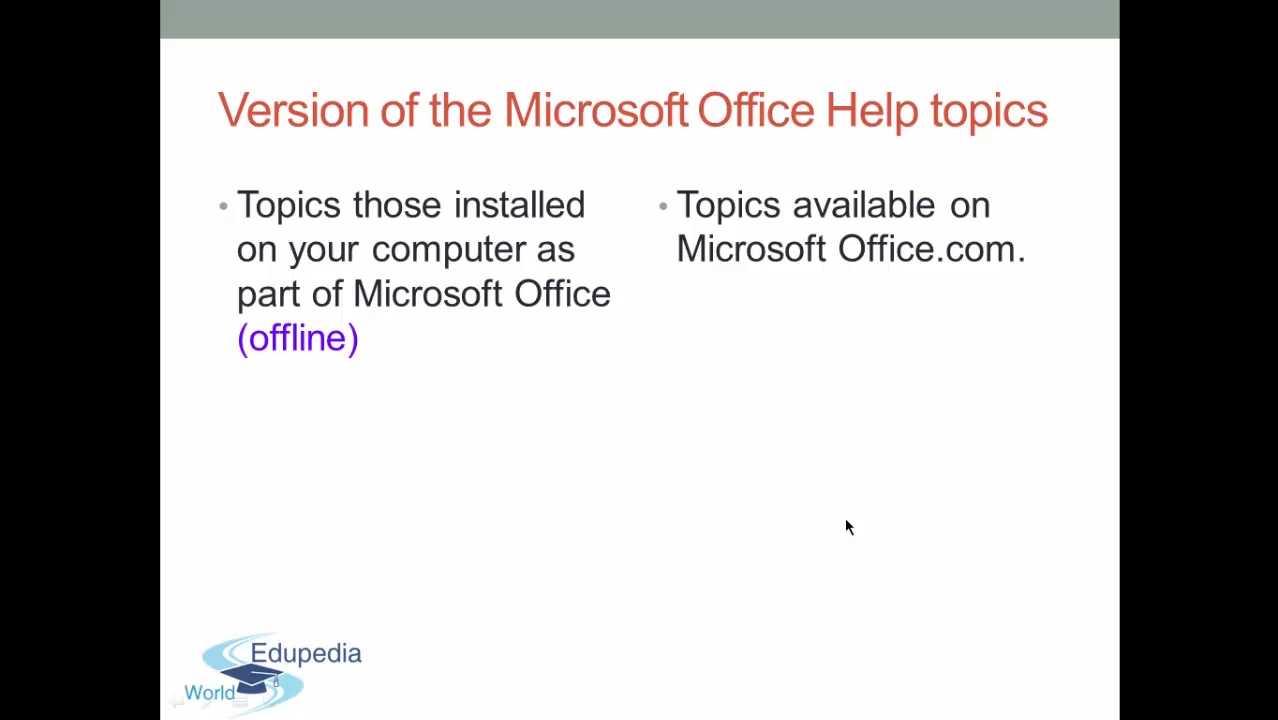 Version of the Microsoft Office Help topics
• Topics those installed
on your computer as
part of Microsoft Office
(offline)
• Topics available on
Microsoft Office.com.
Edupedia
World